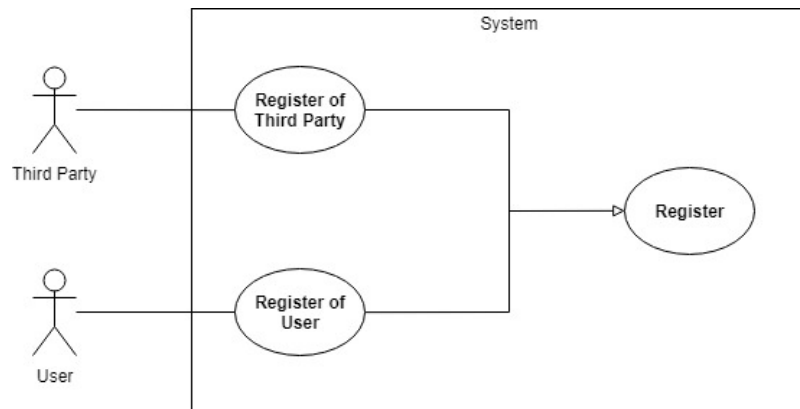 System
Register of
Third Party
Third Party
Register
Register of
User
User